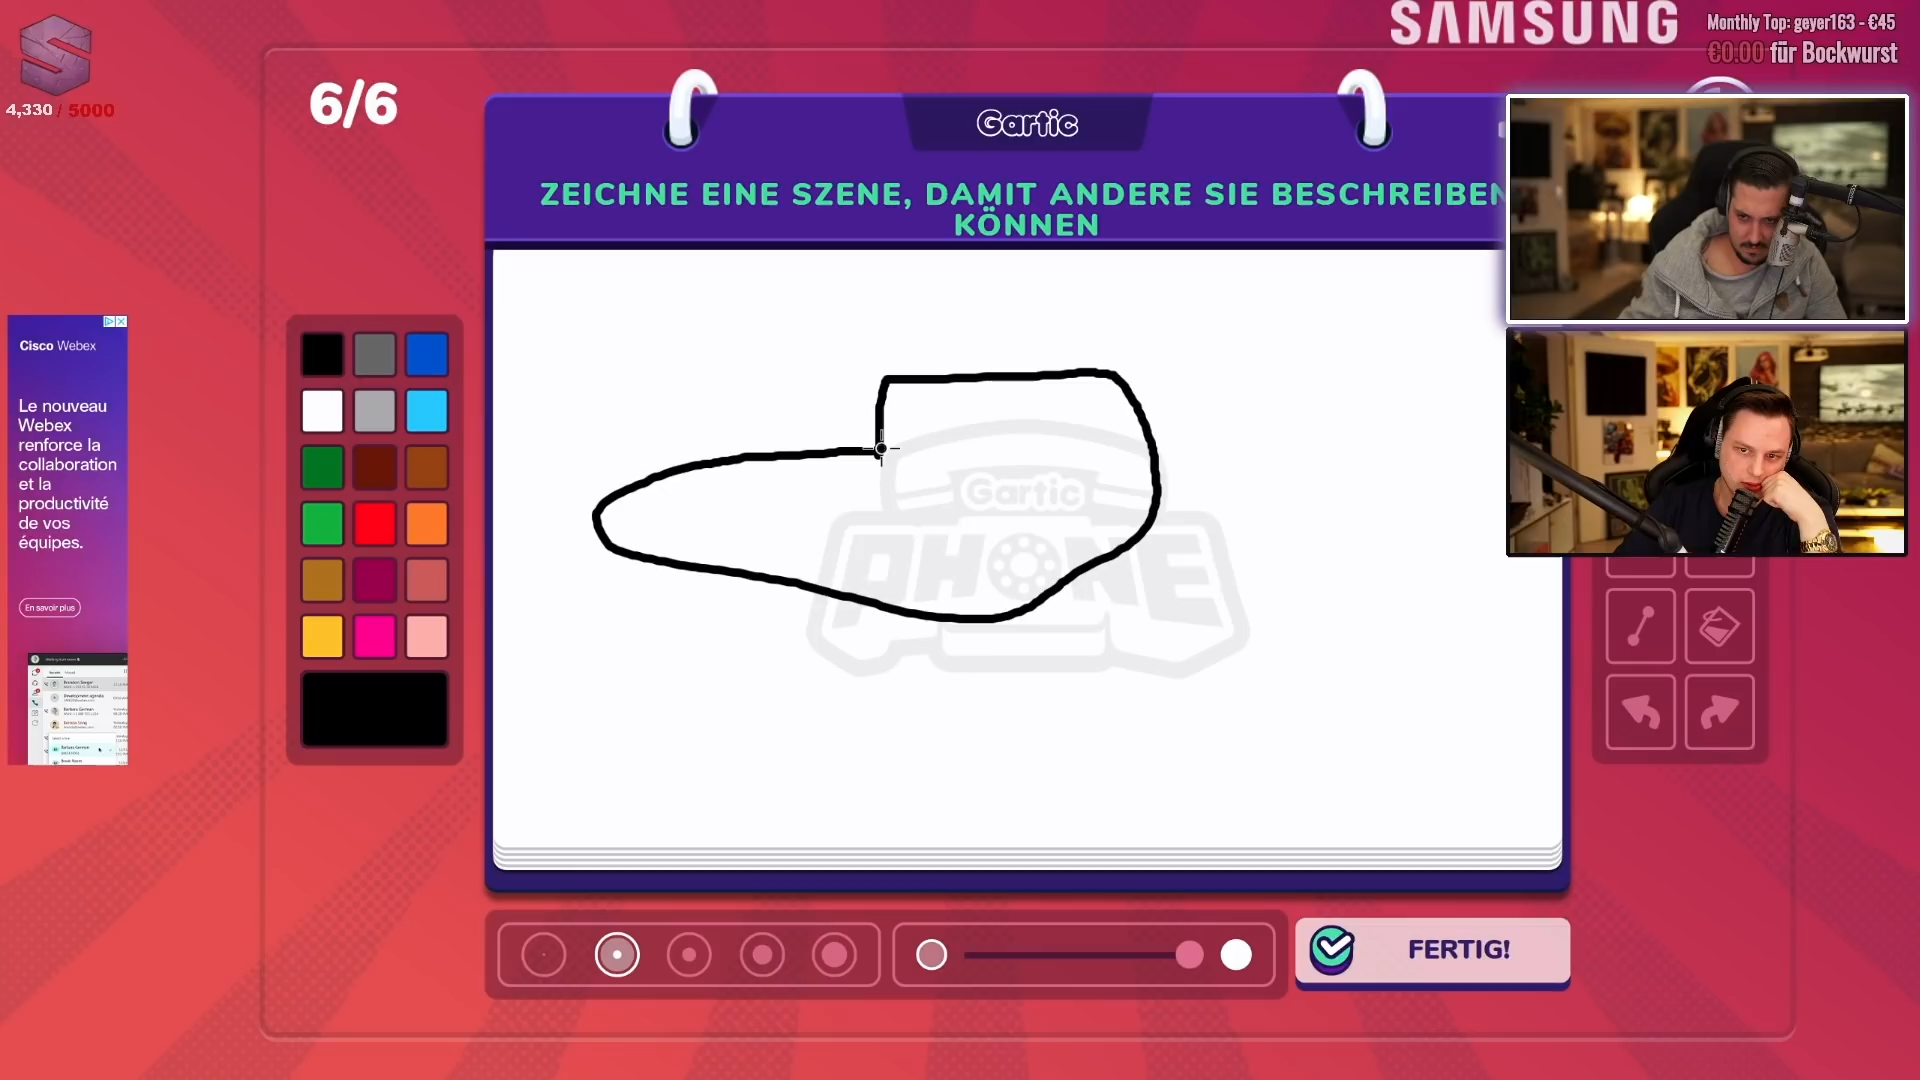 SAMSUNG
Monthly Top: geyer163 - €45
€0.00 für Bockwurst
4,330 / 5000
6/6
Gartic
ZEICHNE EINE SZENE, DAMIT ANDERE SIE BESCHREIBEN
KÖNNEN
Cisco Webex
Le nouveau
Webex
renforce la
collaboration
et la
productivité
de vos
équipes.
En savoir plus
Gartic
PHONE
FERTIG!